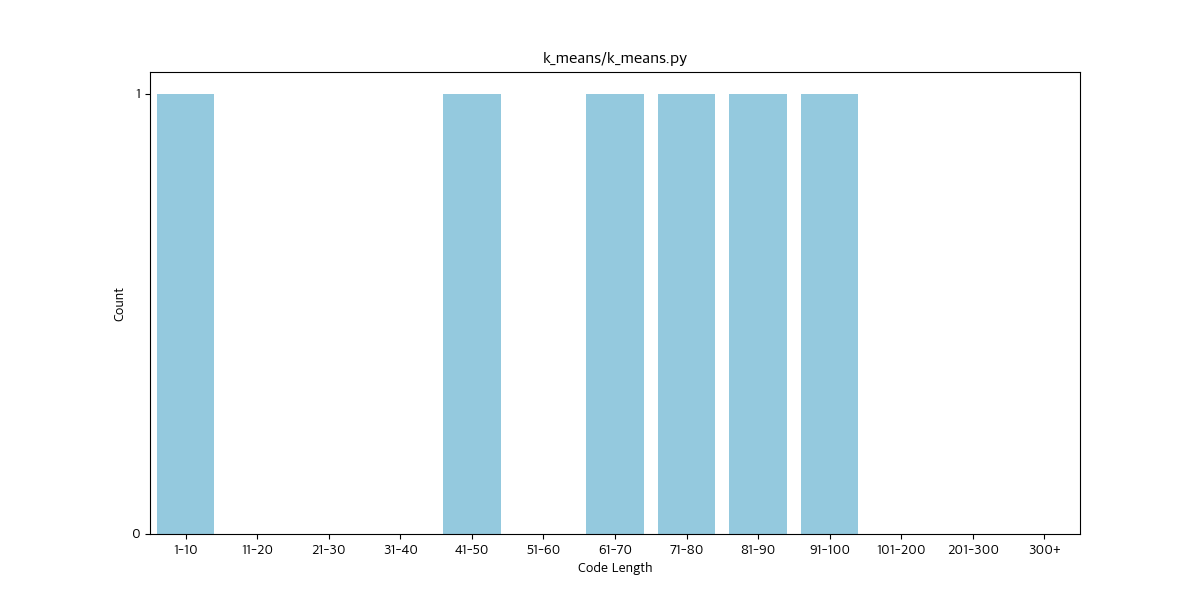 k_means/k_means.py
1
Count
0
1-10 11-20 21-30 31-40 41-50 51-60 61-70 71-80 81-90 91-100 101-200 201-300 300+
Code Length